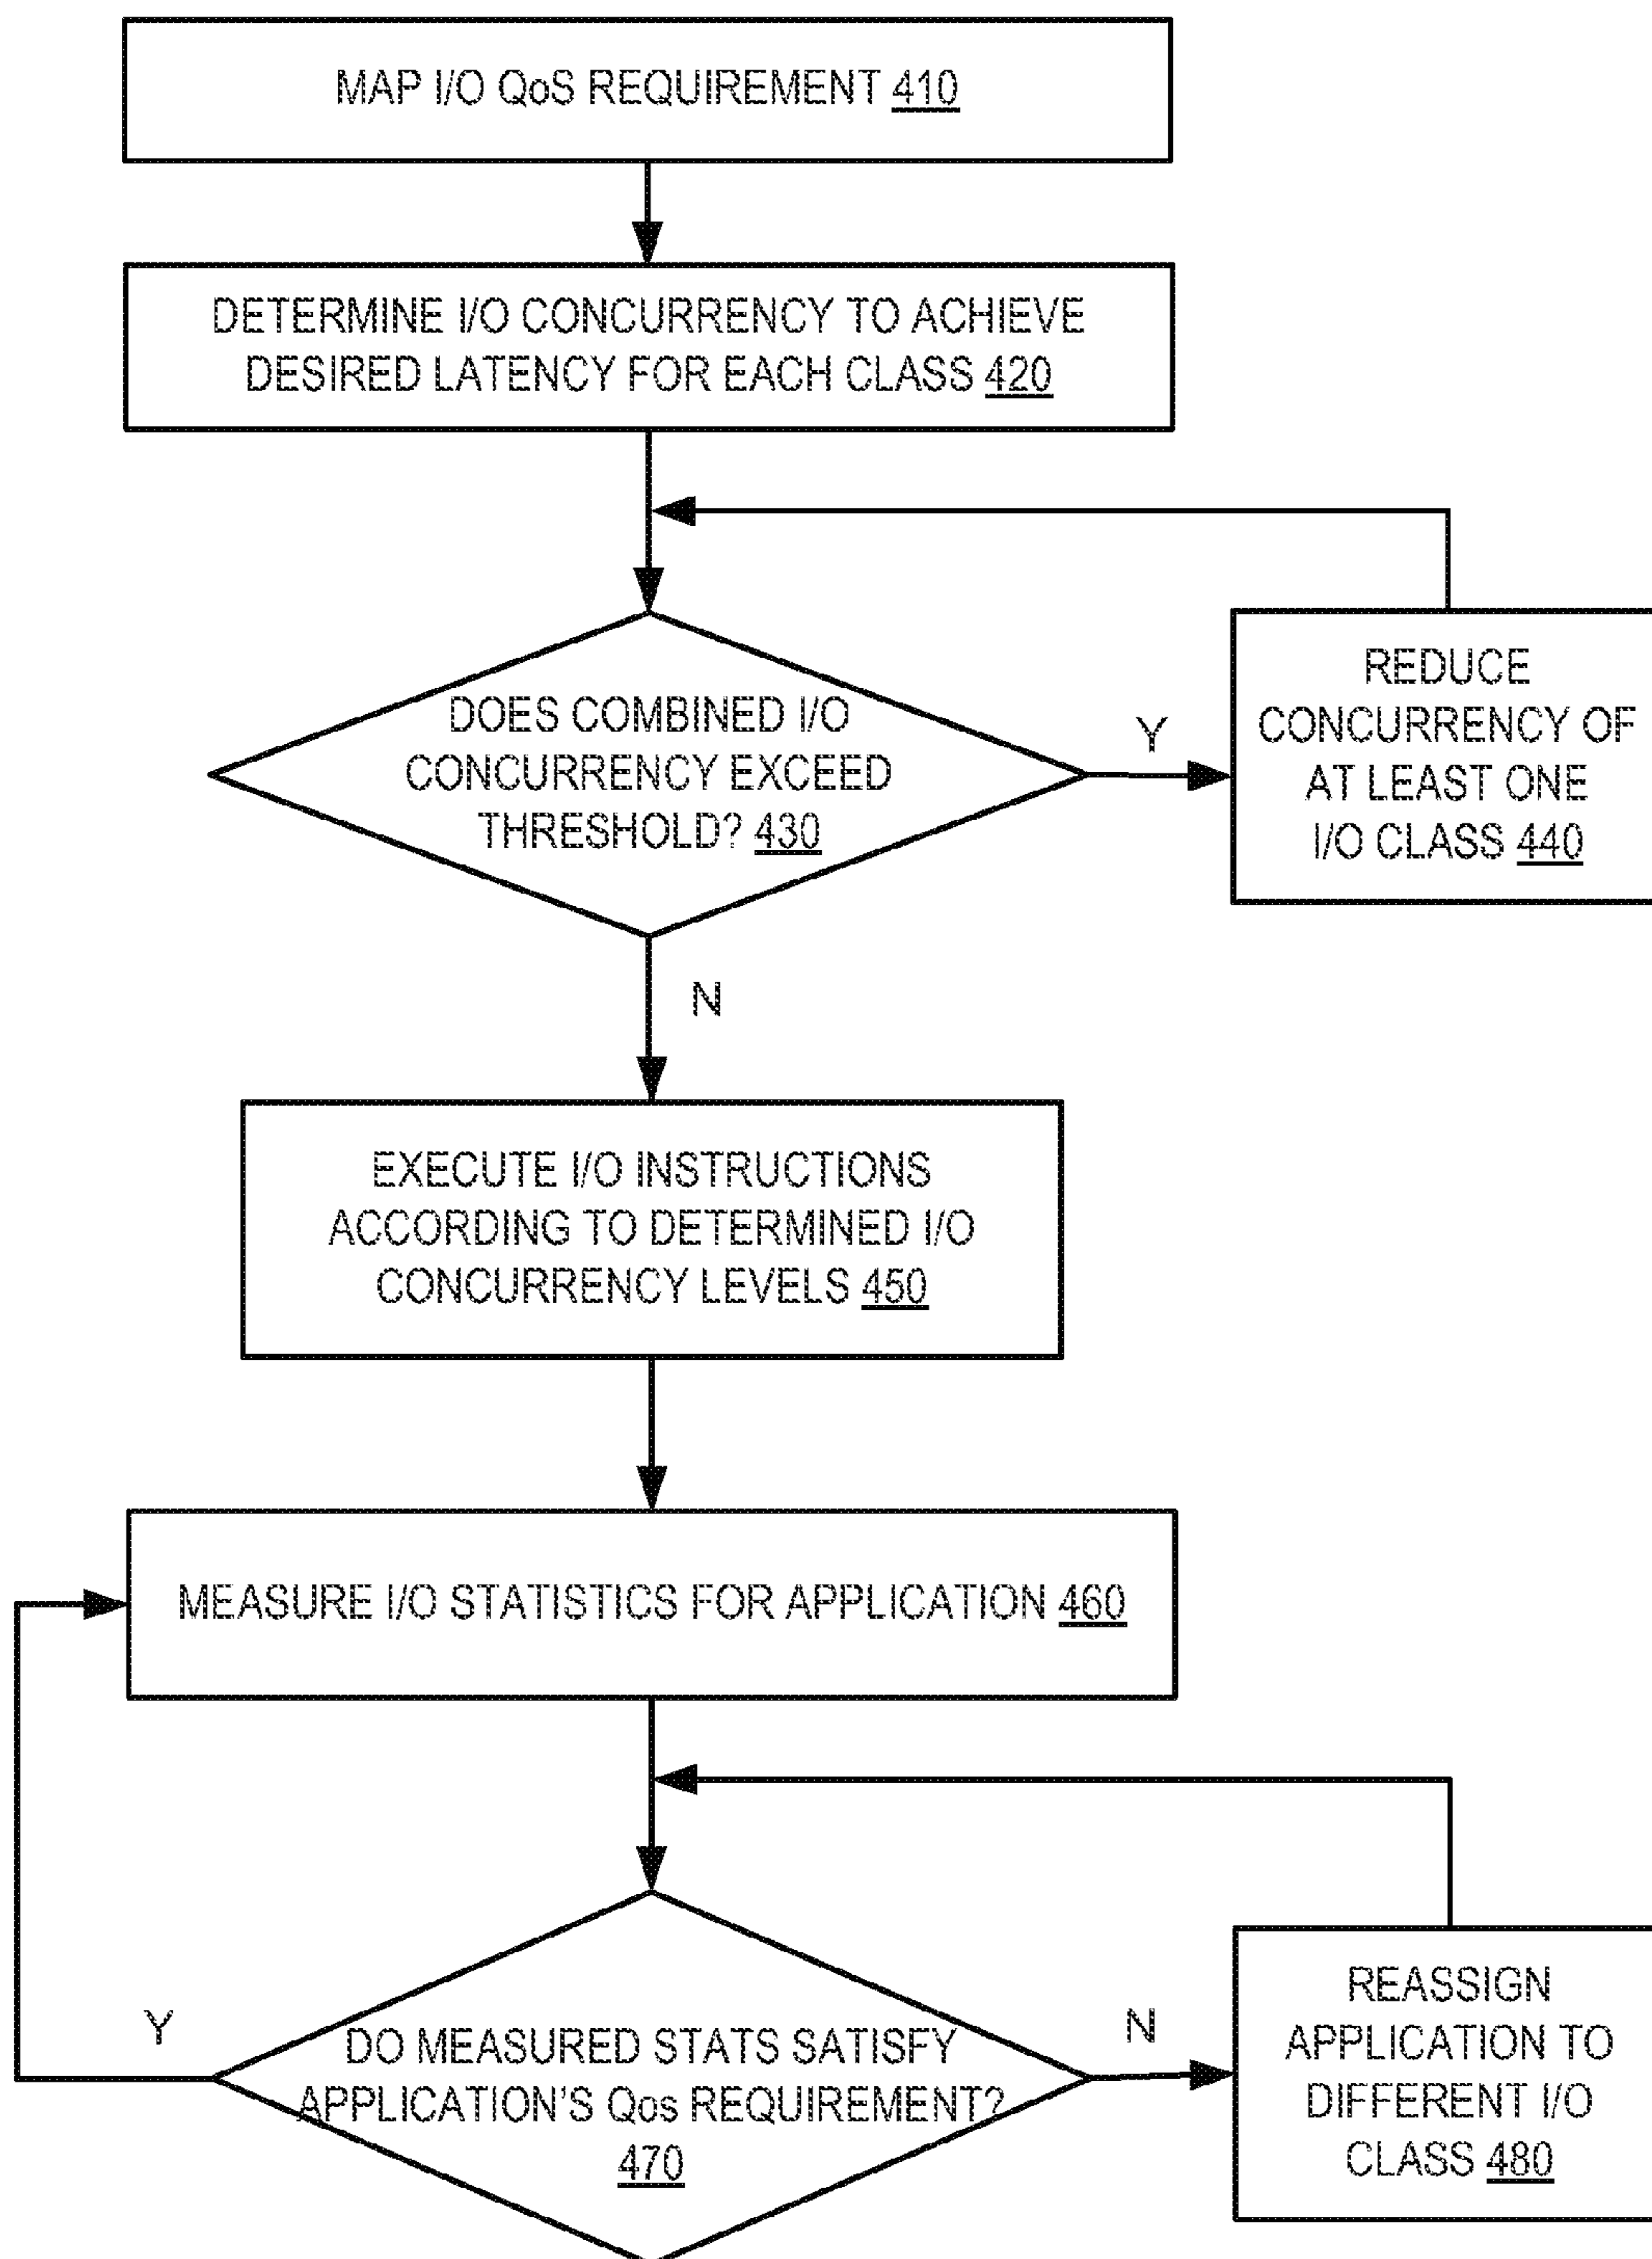 MAP I/O QoS REQUIREMENT 410
DETERMINE I/O CONCURRENCY TO ACHIEVE
DESIRED LATENCY FOR EACH CLASS 420
DOES COMBINED I/O
CONCURRENCY EXCEED
THRESHOLD? 430
Y
REDUCE
CONCURRENCY OF
AT LEAST ONE
I/O CLASS 440
N
EXECUTE I/O INSTRUCTIONS
ACCORDING TO DETERMINED I/O
CONCURRENCY LEVELS 450
MEASURE I/O STATISTICS FOR APPLICATION 460
Y
DO MEASURED STATS SATISFY
APPLICATION'S Qos REQUIREMENT?
470
N
REASSIGN
APPLICATION TO
DIFFERENT I/O
CLASS 480